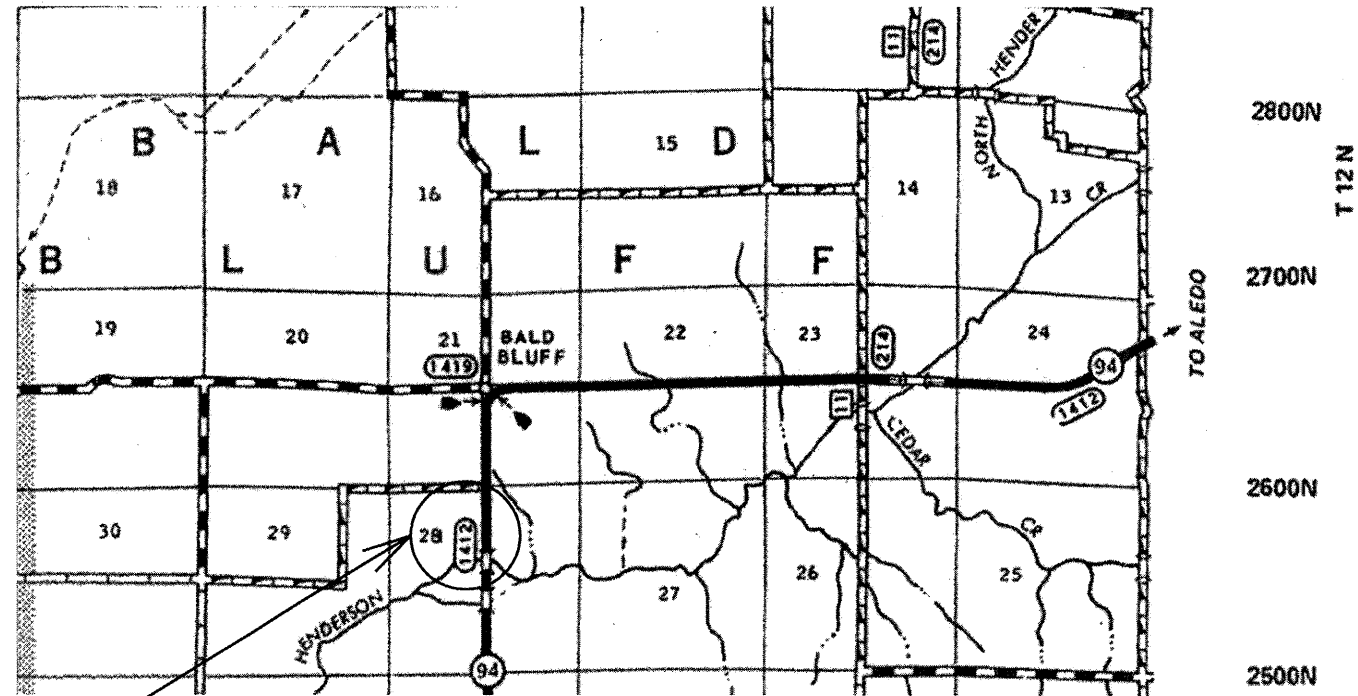 11
214
HENDER
2800N
B A L D
15
ORTH
N
T 12 N
18
17
16
14
13
CR
B L U F F
2700N
19
20
21
BALD
BLUFF
22
23
214
24
TO ALEDO
1419
94
11
1412
CEDAR
2600N
30
29
28
1412
CR
26
25
27
HENDERSON
94
2500N